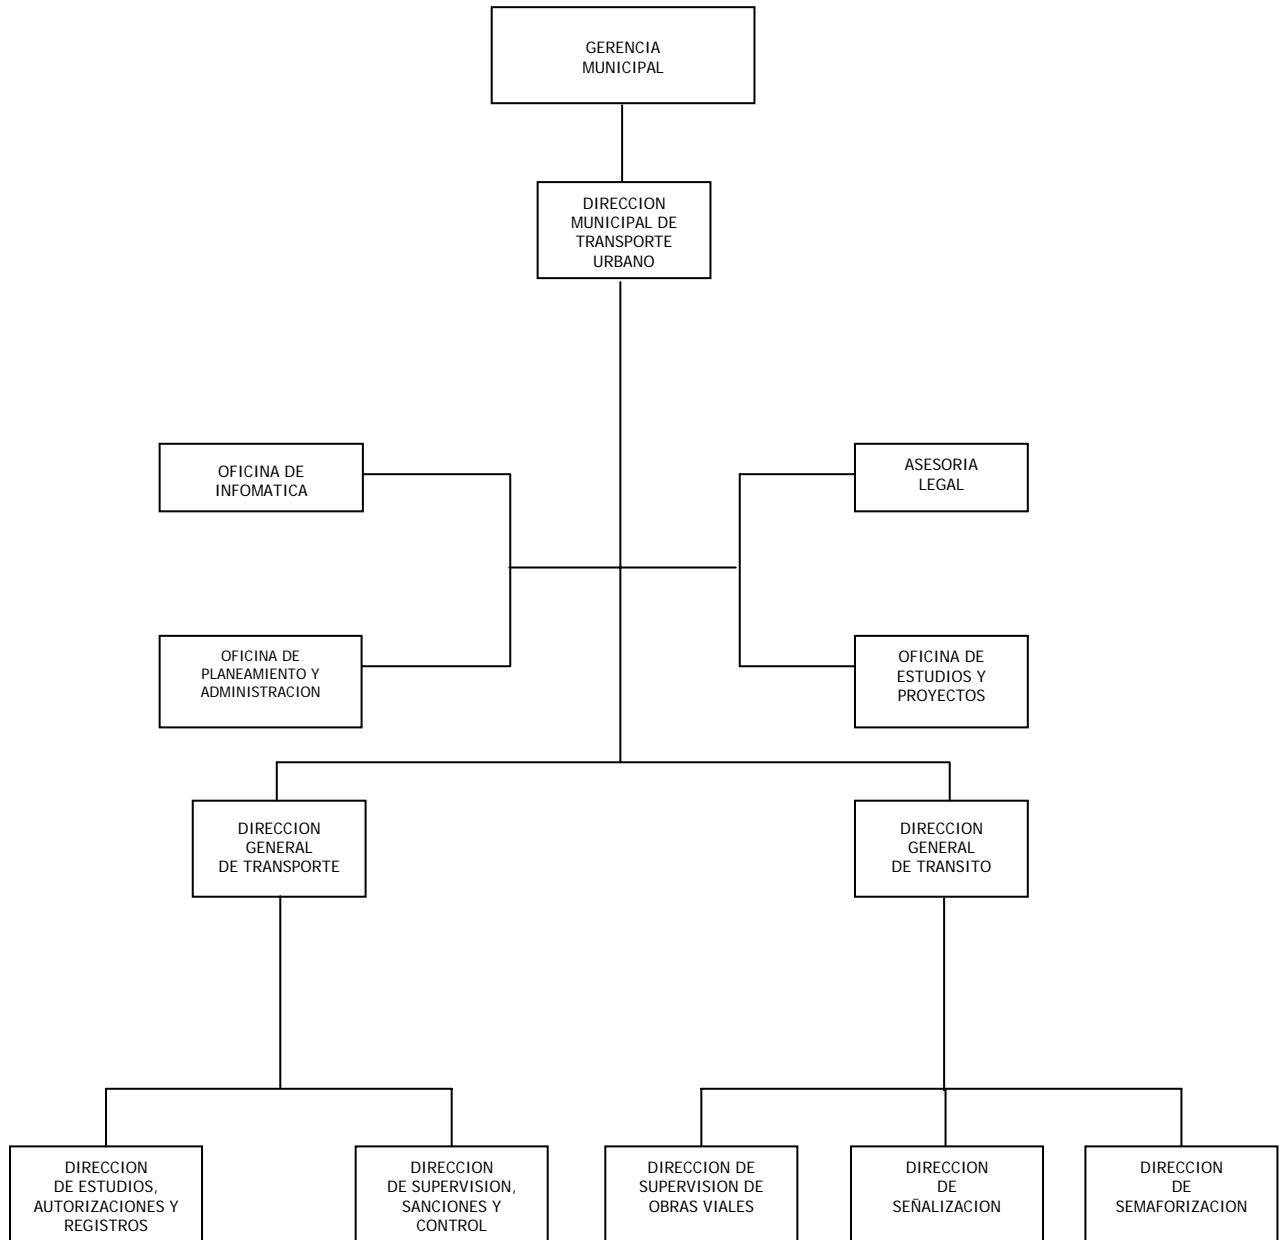 GERENCIA
MUNICIPAL
DIRECCION
MUNICIPAL DE
TRANSPORTE
URBANO
OFICINA DE
INFOMATICA
ASESORIA
LEGAL
OFICINA DE
PLANEAMIENTO Y
ADMINISTRACION
OFICINA DE
ESTUDIOS Y
PROYECTOS
DIRECCION
GENERAL
DE TRANSPORTE
DIRECCION
GENERAL
DE TRANSITO
DIRECCION
DE ESTUDIOS,
AUTORIZACIONES Y
REGISTROS
DIRECCION
DE SUPERVISION,
SANCIONES Y
CONTROL
DIRECCION DE
SUPERVISION DE
OBRAS VIALES
DIRECCION
DE
SEÑALIZACION
DIRECCION
DE
SEMAFORIZACION